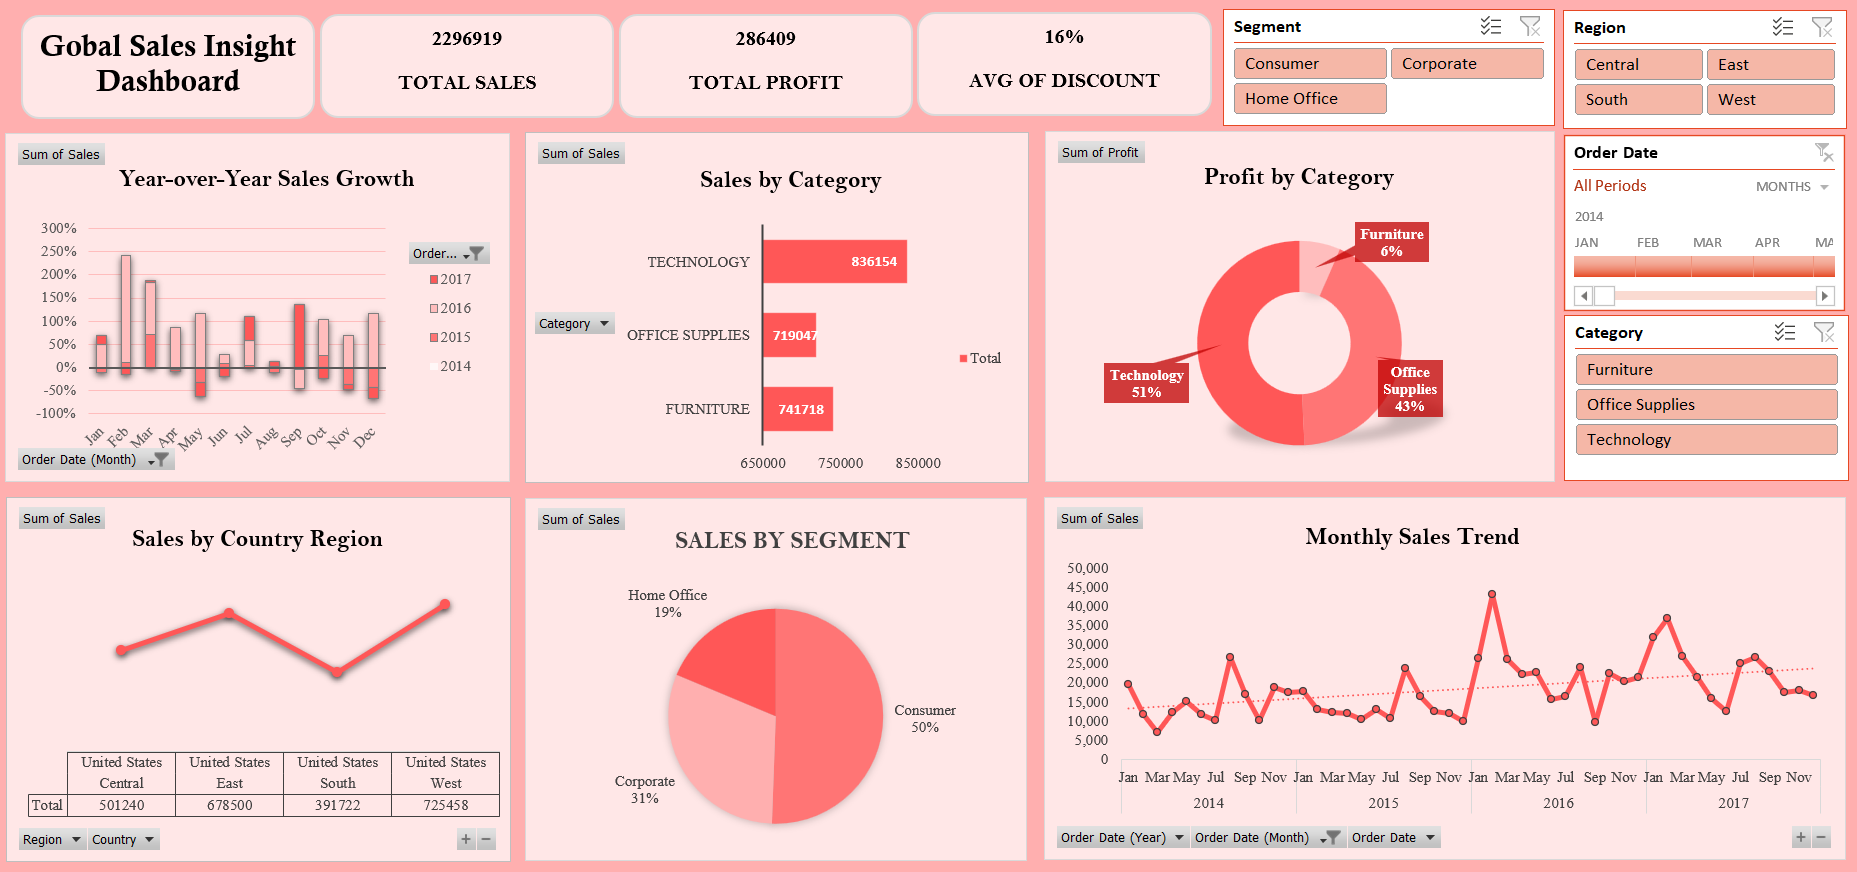 Gobal Sales Insight
Dashboard
2296919
TOTAL SALES
286409
TOTAL PROFIT
16%
AVG OF DISCOUNT
Segment
Consumer
Corporate
Home Office
Region
Central
East
South
West
Sum of Sales
Year-over-Year Sales Growth
300%
250%
200%
150%
100%
50%
0%
-50%
-100%
Jan
Feb
Mar
Apr
May
Jun
Jul
Aug
Sep
Oct
Nov
Dec
Order...
2017
2016
2015
2014
Order Date (Month)
Sum of Sales
Sales by Category
Category
TECHNOLOGY
836154
OFFICE SUPPLIES
719047
FURNITURE
741718
650000
750000
850000
Total
Sum of Profit
Profit by Category
Furniture
6%
Technology
51%
Office
Supplies
43%
Order Date
All Periods
MONTHS
2014
JAN
FEB
MAR
APR
MA
Category
Furniture
Office Supplies
Technology
Sum of Sales
Sales by Country Region
United States
Central
United States
East
United States
South
United States
West
Total
501240
678500
391722
725458
Region
Country
Sum of Sales
SALES BY SEGMENT
Home Office
19%
Consumer
50%
Corporate
31%
Sum of Sales
Monthly Sales Trend
50,000
45,000
40,000
35,000
30,000
25,000
20,000
15,000
10,000
5,000
0
Jan Mar May Jul Sep Nov Jan Mar May Jul Sep Nov Jan Mar May Jul Sep Nov Jan Mar May Jul Sep Nov
2014
2015
2016
2017
Order Date (Year)
Order Date (Month)
Order Date